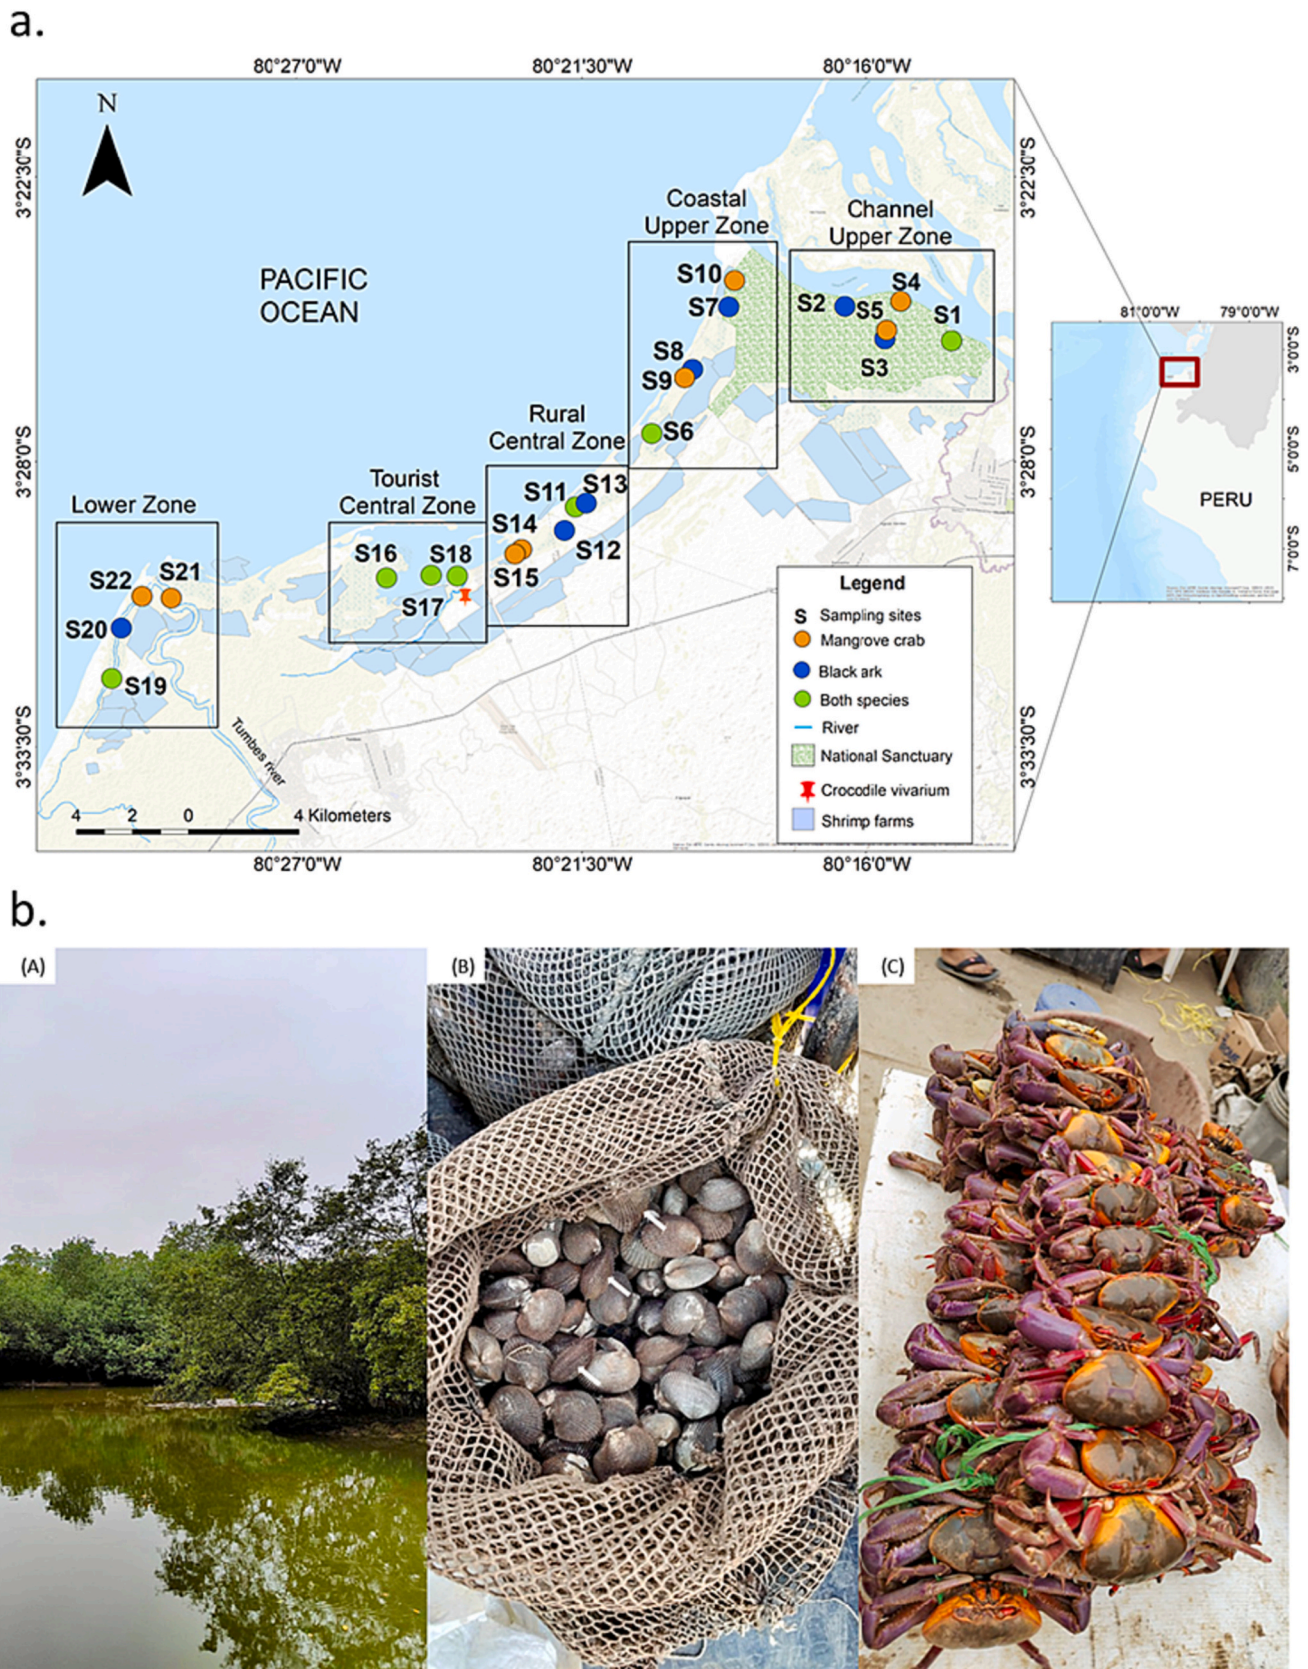 a.
80°27'0"W 80°21'30"W 80°16'0"W
N
3°22'30"S
3°28'0"S
3°33'30"S
PACIFIC
OCEAN
Coastal
Upper Zone
Channel
Upper Zone
S10
S7
S8
S9
S6
S2
S5
S4
S1
S3
Rural
Central Zone
S11
S13
S14
S12
S15
Tourist
Central Zone
S16
S18
S17
Lower Zone
S22
S21
S20
S19
Tumbes river
4 2 0 4 Kilometers
Legend
S Sampling sites
Mangrove crab
Black ark
Both species
River
National Sanctuary
Crocodile vivarium
Shrimp farms
3°22'30"S
3°28'0"S
3°33'30"S
80°27'0"W 80°21'30"W 80°16'0"W
81°0'0"W 79°0'0"W
3°0'0"S
5°0'0"S
7°0'0"S
PERU
b.
(A)
(B)
(C)